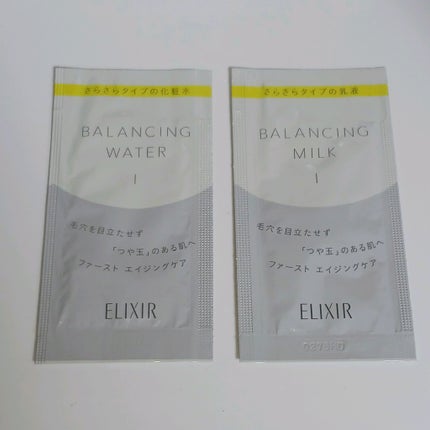 さらさらタイプの化粧水
BALANCING
WATER
I
毛穴を目立たせず
「つや玉」のある肌へ
ファースト エイジングケア
ELIXIR
さらさらタイプの乳液
BALANCING
MILK
I
毛穴を目立たせず
「つや玉」のある肌へ
ファースト エイジングケア
ELIXIR